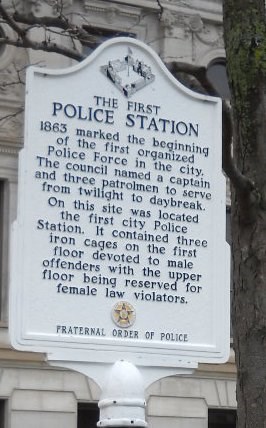 THE FIRST
POLICE STATION
1863 marked the beginning
of the first organized
Police Force in the city.
The council named a captain
and three patrolmen to serve
from twilight to daybreak.
On this site was located
the first city Police
Station. It contained three
iron cages on the first
floor devoted to male
offenders with the upper
floor being reserved for
female law violators.
FRATERNAL ORDER OF POLICE